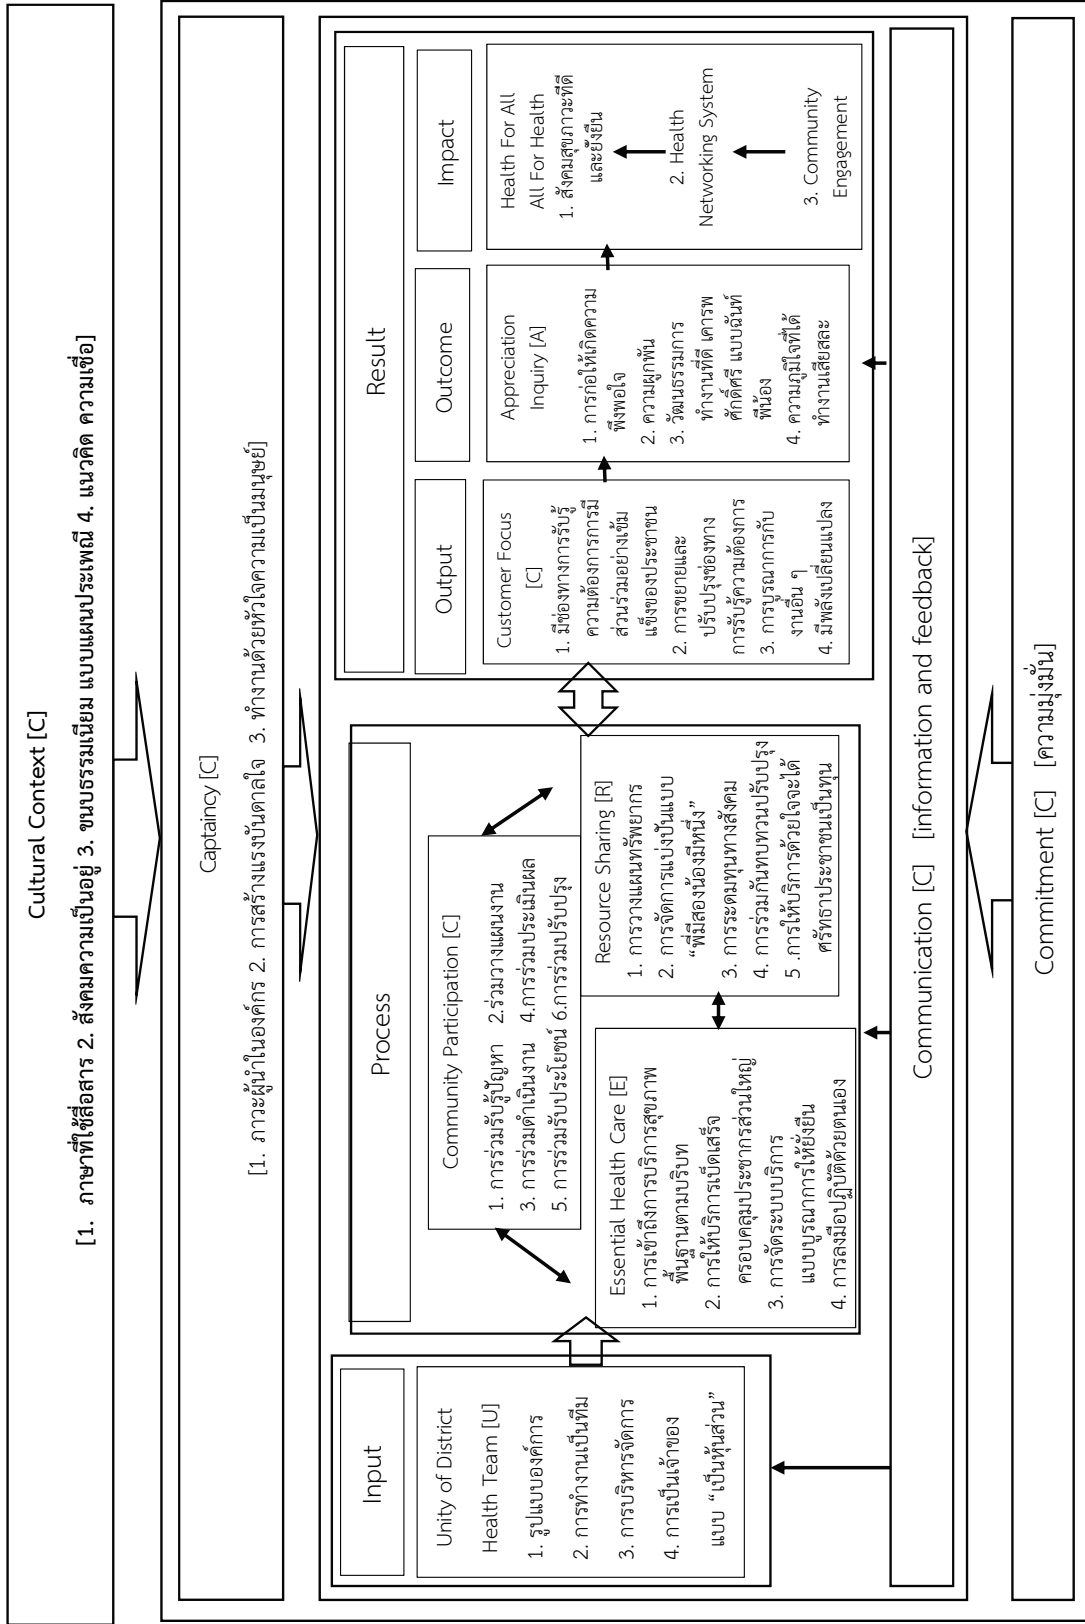 Cultural Context [C]
[1. ภาษาที่ใช้สื่อสาร 2. สังคมความเป็นอยู่ 3. ขนบธรรมเนียม แบบแผนประเพณี 4. แนวคิด ความเชื่อ]
Captaincy [C]
[1. ภาวะผู้นำในองค์กร 2. การสร้างแรงบันดาลใจ 3. ทำงานด้วยหัวใจความเป็นมนุษย์]
Input
Unity of District
Health Team [U]
1. รูปแบบองค์การ
2. การทำงานเป็นทีม
3. การบริหารจัดการ
4. การเป็นเจ้าของ
แบบ “เป็นหุ้นส่วน”
Process
Community Participation [C]
1. การร่วมรับรู้ปัญหา 2.ร่วมวางแผนงาน
3. การร่วมดำเนินงาน 4.การร่วมประเมินผล
5. การร่วมรับประโยชน์ 6.การร่วมปรับปรุง
Essential Health Care [E]
1. การเข้าถึงการบริการสุขภาพ
พื้นฐานตามบริบท
2. การให้บริการเบ็ดเสร็จ
ครอบคลุมประชากรส่วนใหญ่
3. การจัดระบบบริการ
แบบบูรณาการให้ยั่งยืน
4. การลงมือปฏิบัติด้วยตนเอง
Resource Sharing [R]
1. การวางแผนทรัพยากร
2. การจัดการแบ่งปันแบบ
“พี่มีสองน้องมีหนึ่ง”
3. การระดมทุนทางสังคม
4. การร่วมกันทบทวนปรับปรุง
5 .การให้บริการด้วยใจจะได้
ศรัทธาประชาชนเป็นทุน
Result
Output
Customer Focus
[C]
1. มีช่องทางการรับรู้
ความต้องการการมี
ส่วนร่วมอย่างเข้ม
แข็งของประชาชน
2. การขยายและ
ปรับปรุงช่องทาง
การรับรู้ความต้องการ
3. การบูรณาการกับ
งานอื่น ๆ
4. มีพลังเปลี่ยนแปลง
Outcome
Appreciation
Inquiry [A]
1. การก่อให้เกิดความ
พึงพอใจ
2. ความผูกพัน
3. วัฒนธรรมการ
ทำงานที่ดี เคารพ
ศักดิ์ศรี แบบฉันท์
พี่น้อง
4. ความภูมิใจที่ได้
ทำงานเสียสละ
Impact
Health For All
All For Health
1. สังคมสุขภาวะที่ดี
และยั่งยืน
2. Health
Networking System
3. Community
Engagement
Communication [C] [information and feedback]
Commitment [C] [ความมุ่งมั่น]